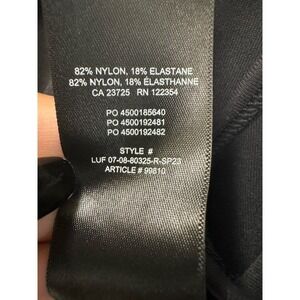 82% NYLON, 18% ELASTANE
82% NYLON, 18% ÉLASTHANNE
CA 23725 RN 122354
PO 4500185640
PO 4500192481
PO 4500192482
STYLE #
LUF 07-08-80325-R-SP23
ARTICLE # 99810